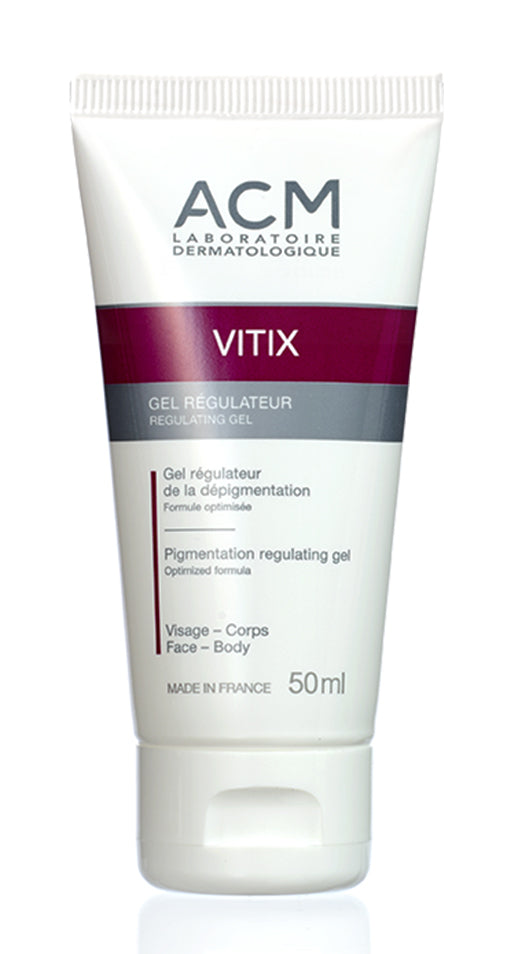 ACM
LABORATOIRE
DERMATOLOGIQUE
VITIX
GEL RÉGULATEUR
REGULATING GEL
Gel régulateur
de la dépigmentation
Formule optimisée
Pigmentation regulating gel
Optimized formula
Visage – Corps
Face – Body
MADE IN FRANCE 50ml